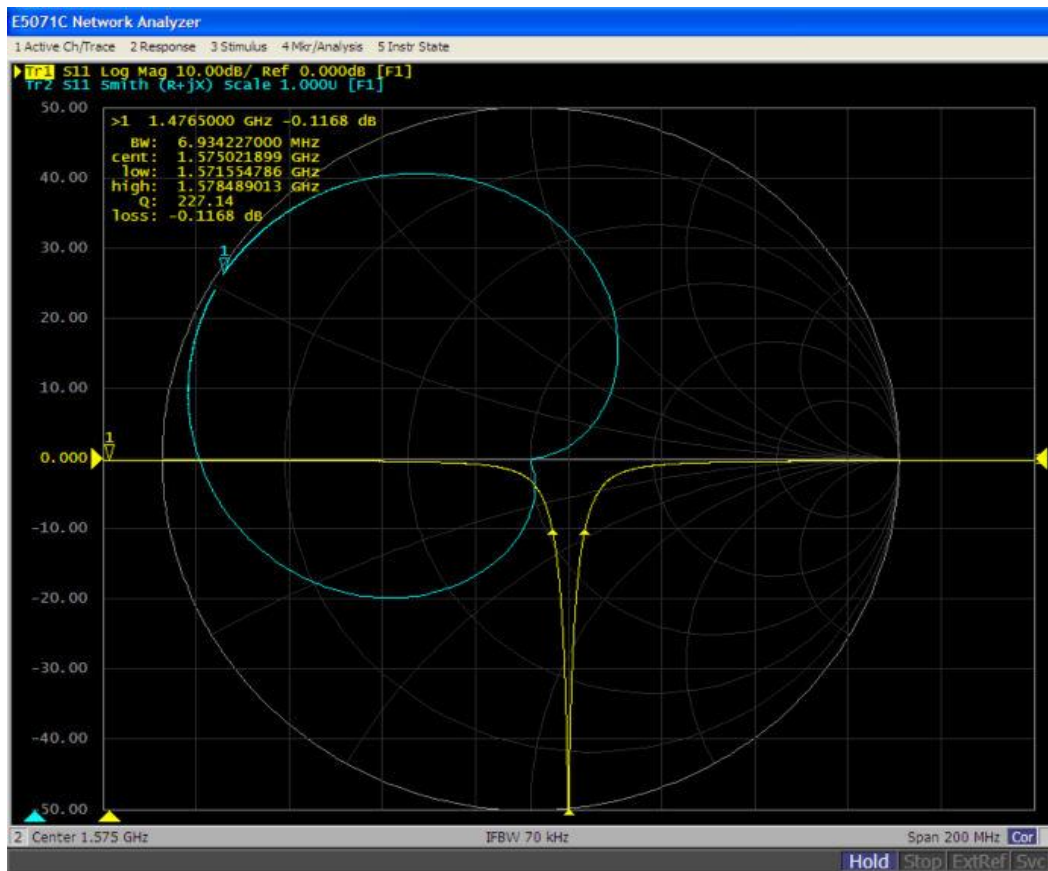 E5071C Network Analyzer
1 Active Ch/Trace 2 Response 3 Stimulus 4 Mkr/Analysis 5 Instr State
Tr1 S11 Log Mag 10.00dB/ Ref 0.000dB [F1]
Tr2 S11 Smith (R+jX) Scale 1.000U [F1]
50.00
>1 1.4765000 GHz -0.1168 dB
BW: 6.934227000 MHz
cent: 1.575021899 GHz
low: 1.571554786 GHz
40.00
high: 1.578489013 GHz
Q: 227.14
loss: -0.1168 dB
30.00
1
20.00
10.00
1
0.000
-10.00
-20.00
-30.00
-40.00
-50.00
2 Center 1.575 GHz IFBW 70 kHz Span 200 MHz Cor
Hold Stop ExtRef Svc